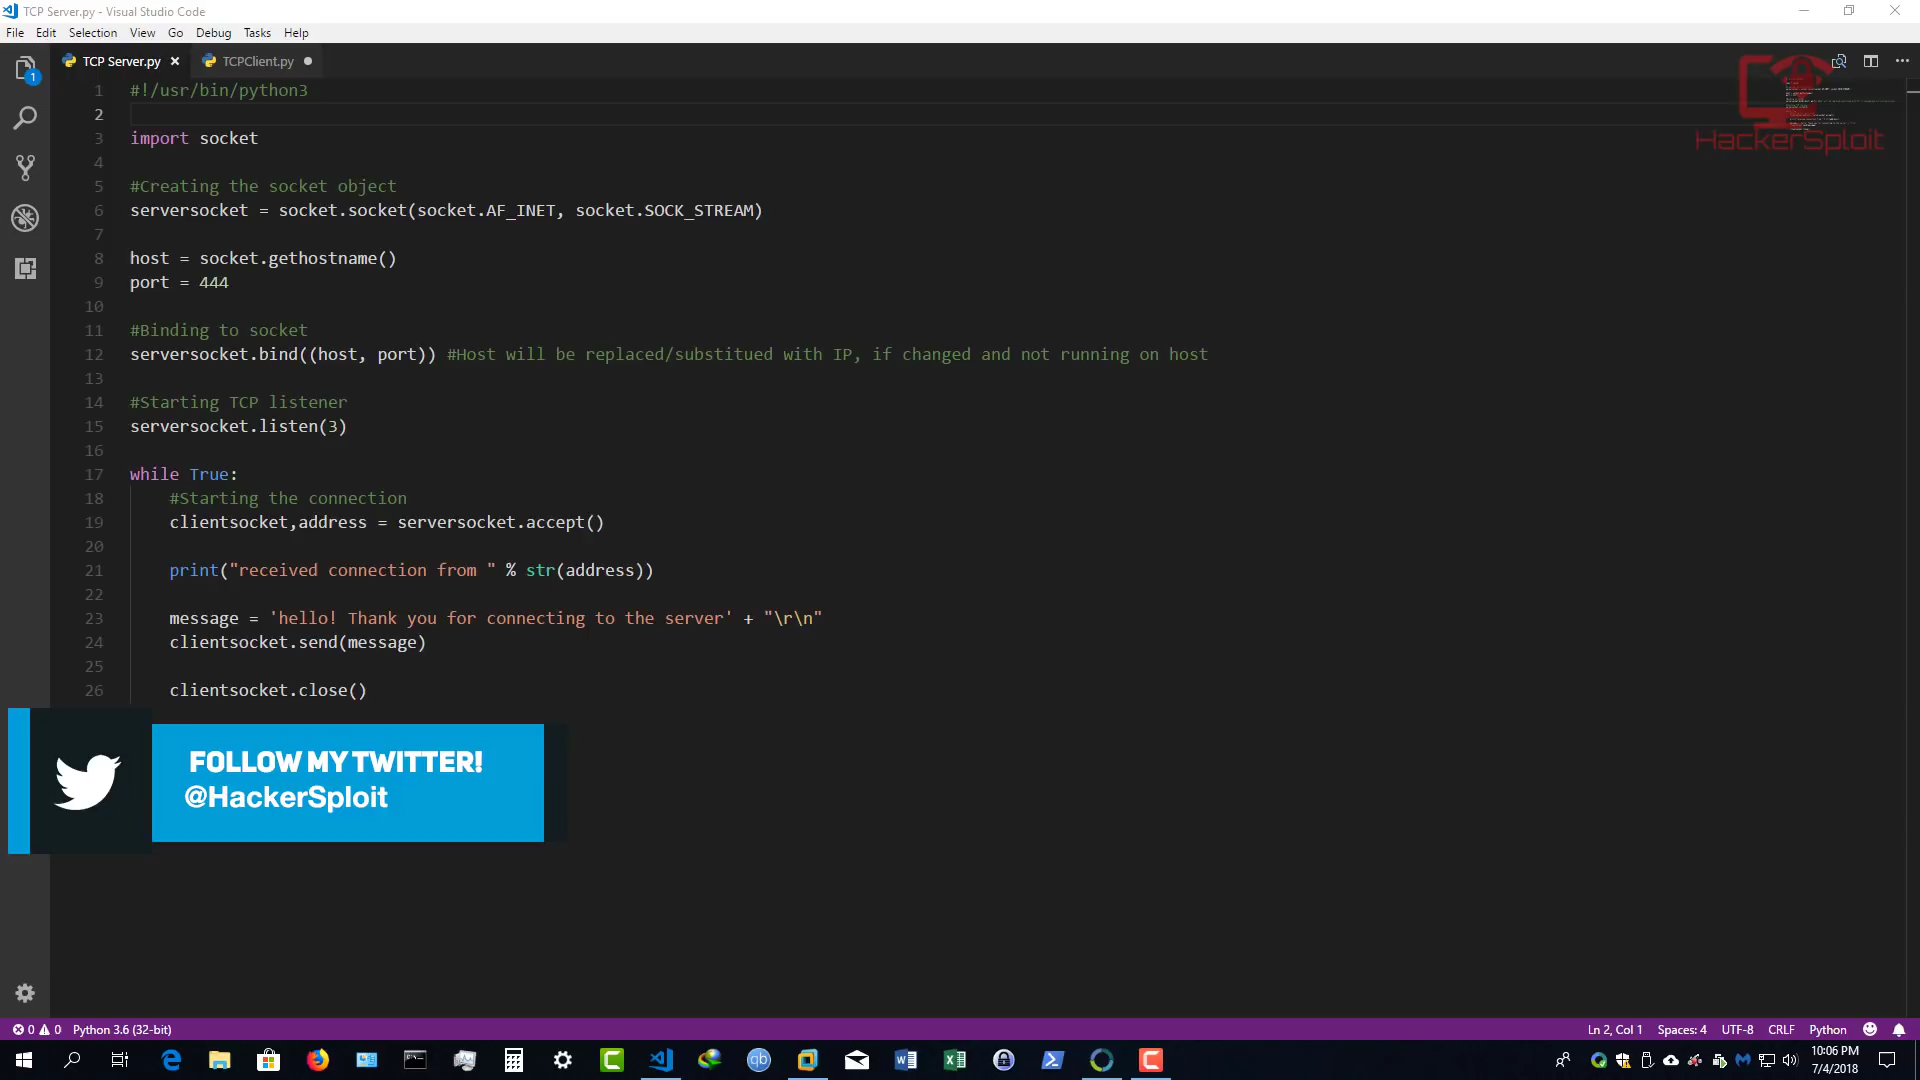 TCP Server.py - Visual Studio Code
File Edit Selection View Go Debug Tasks Help
TCP Server.py TCPClient.py
1
HackerSploit
1 #!/usr/bin/python3
2
3 import socket
4
5 #Creating the socket object
6 serversocket = socket.socket(socket.AF_INET, socket.SOCK_STREAM)
7
8 host = socket.gethostname()
9 port = 444
10
11 #Binding to socket
12 serversocket.bind((host, port)) #Host will be replaced/substitued with IP, if changed and not running on host
13
14 #Starting TCP listener
15 serversocket.listen(3)
16
17 while True:
18 #Starting the connection
19 clientsocket,address = serversocket.accept()
20
21 print("received connection from " % str(address))
22
23 message = 'hello! Thank you for connecting to the server' + "\r\n"
24 clientsocket.send(message)
25
26 clientsocket.close()
FOLLOW MY TWITTER!
@HackerSploit
0 0 Python 3.6 (32-bit) Ln 2, Col 1 Spaces: 4 UTF-8 CRLF Python
qb
10:06 PM
7/4/2018